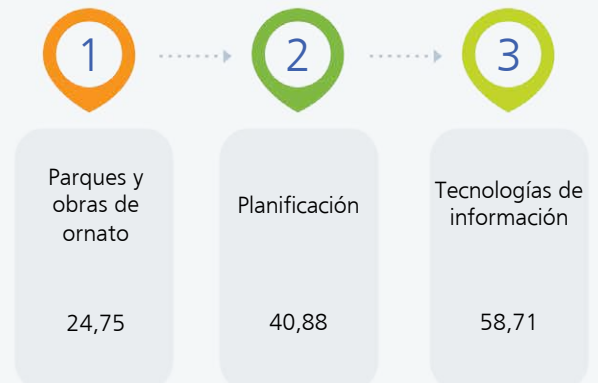 1
2
3
Parques y
obras de
ornato
24,75
Planificación
40,88
Tecnologías de
información
58,71